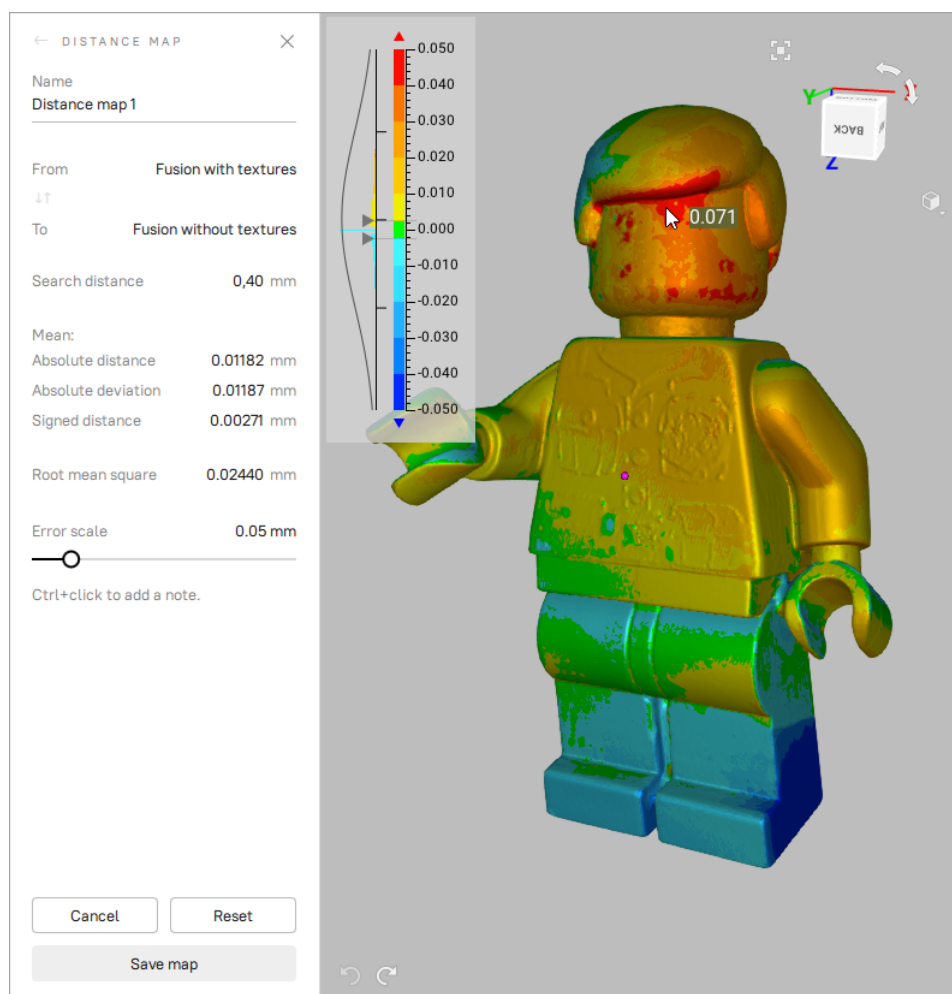 DISTANCE MAP
Name
Distance map 1
From Fusion with textures
To Fusion without textures
Search distance 0,40 mm
Mean:
Absolute distance 0.01182 mm
Absolute deviation 0.01187 mm
Signed distance 0.00271 mm
Root mean square 0.02440 mm
Error scale 0.05 mm
Ctrl+click to add a note.
Cancel Reset
Save map
0.050
0.030
0.020
0.010
0.000
-0.010
-0.020
-0.030
-0.040
-0.050
0.071
Y
BOTTOM
BACK
Z